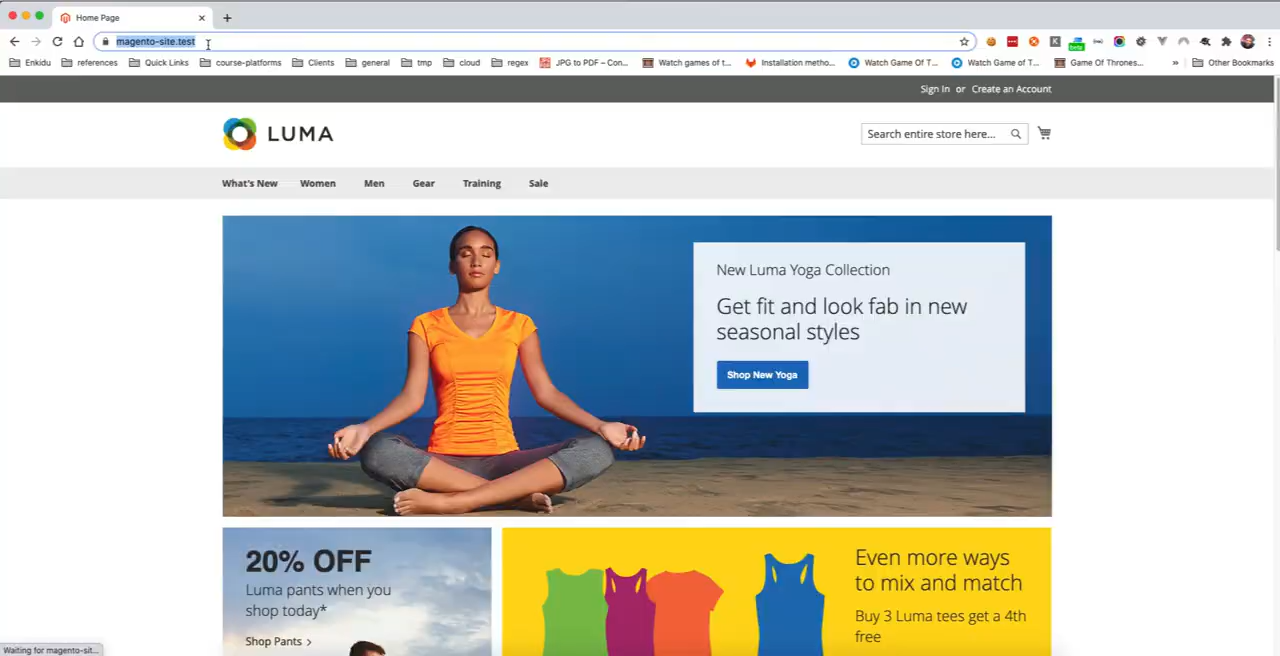 Home Page
magento-site.test
beta
Enkidu references Quick Links course-platforms Clients general tmp cloud regex JPG to PDF – Con... Watch games of t... Installation metho... Watch Game Of T... Watch Game of T... Game Of Thrones... » Other Bookmarks
Sign In or Create an Account
LUMA
Search entire store here...
What's New Women Men Gear Training Sale
New Luma Yoga Collection
Get fit and look fab in new
seasonal styles
Shop New Yoga
20% OFF
Luma pants when you
shop today*
Shop Pants >
Even more ways
to mix and match
Buy 3 Luma tees get a 4th
free
Waiting for magento-sit...